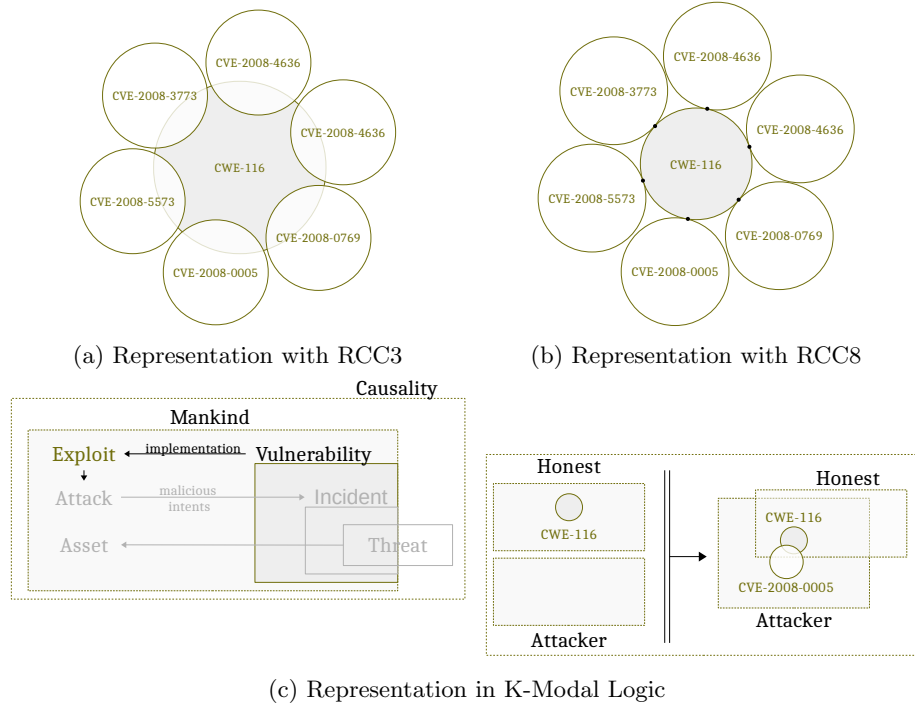 CVE-2008-4636
CVE-2008-3773
CVE-2008-4636
CWE-116
CVE-2008-5573
CVE-2008-0769
CVE-2008-0005
(a) Representation with RCC3
CVE-2008-4636
CVE-2008-3773
CVE-2008-4636
CWE-116
CVE-2008-5573
CVE-2008-0769
CVE-2008-0005
(b) Representation with RCC8
Causality
Mankind
Exploit
implementation
Vulnerability
Attack
malicious
intents
Incident
Asset
Threat
Honest
CWE-116
Attacker
Honest
CWE-116
CVE-2008-0005
Attacker
(c) Representation in K-Modal Logic